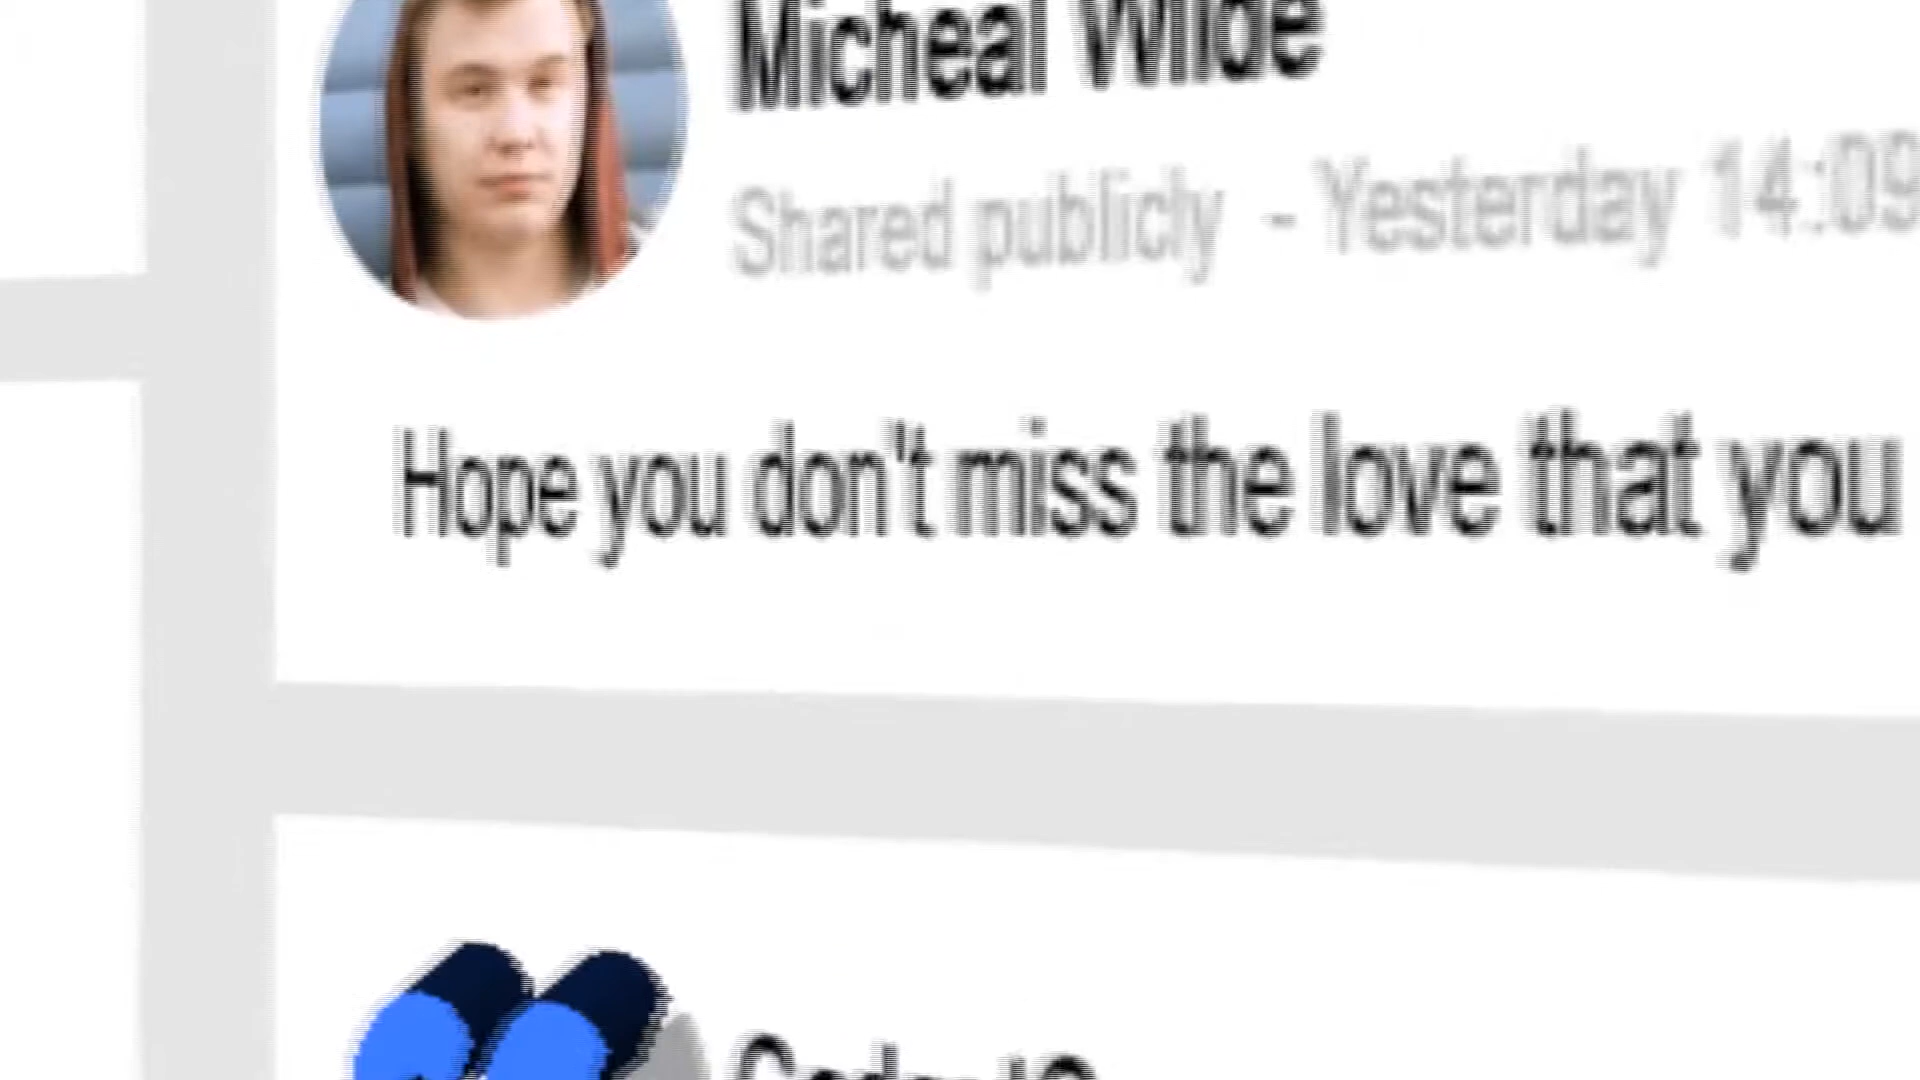 Micheal Wilde
Shared publicly - Yesterday 14:09
Hope you don't miss the love that you